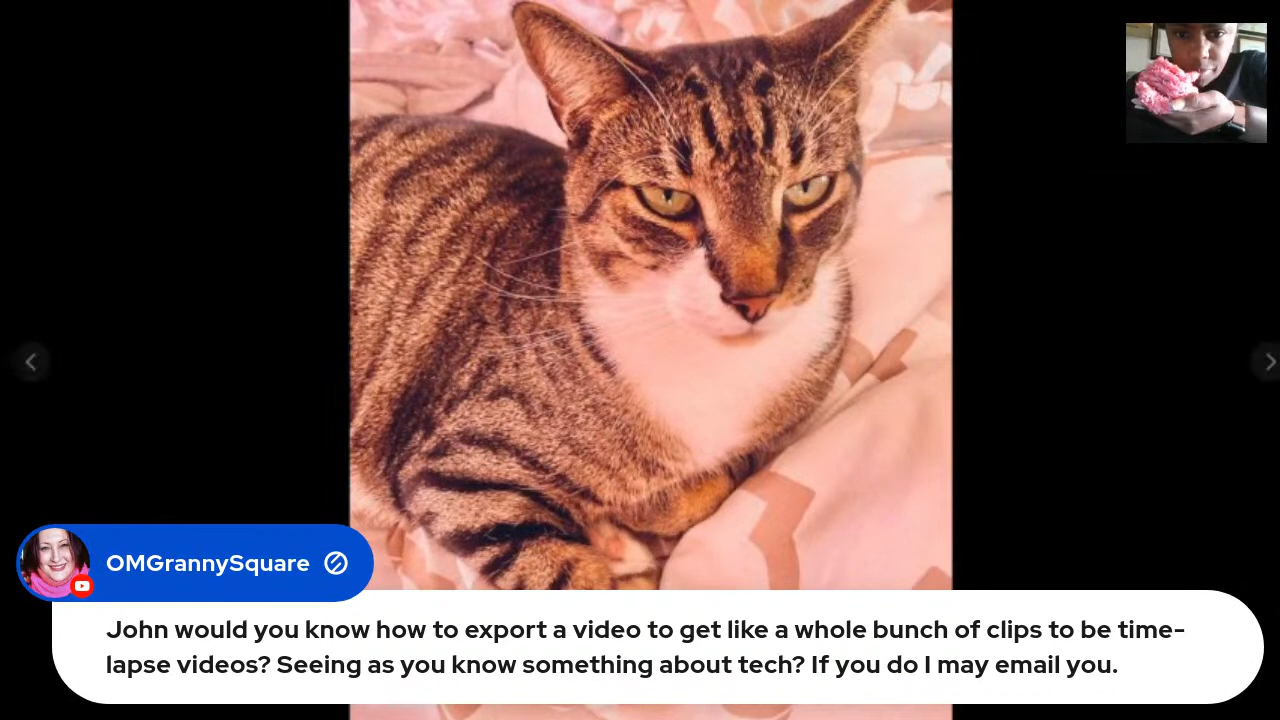 OMGrannySquare
John would you know how to export a video to get like a whole bunch of clips to be time-
lapse videos? Seeing as you know something about tech? If you do I may email you.